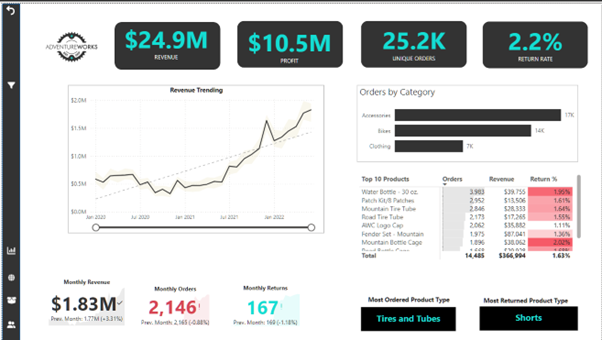 ADVENTUREWORKS
$24.9M
REVENUE
$10.5M
PROFIT
25.2K
UNIQUE ORDERS
2.2%
RETURN RATE
Revenue Trending
$2.0M
$1.5M
$1.0M
$0.5M
$0.0M
Jan 2020 Jul 2020 Jan 2021 Jul 2021 Jan 2022
Orders by Category
Accessories 17K
Bikes 14K
Clothing 7K
Top 10 Products Orders Revenue Return %
Water Bottle - 30 oz. 3,983 $39,755 1.95%
Patch Kit/8 Patches 2,952 $13,506 1.61%
Mountain Tire Tube 2,846 $28,333 1.64%
Road Tire Tube 2,173 $17,265 1.55%
AWC Logo Cap 2,062 $35,882 1.11%
Fender Set - Mountain 1,975 $87,041 1.36%
Mountain Bottle Cage 1,896 $38,062 2.02%
Road Bottle Cage
Total 14,485 $366,994 1.63%
Monthly Revenue
$1.83M
Prev. Month: 1.77M (+3.31%)
Monthly Orders
2,146!
Prev. Month: 2,165 (-0.88%)
Monthly Returns
167!
Prev. Month: 169 (-1.18%)
Most Ordered Product Type
Tires and Tubes
Most Returned Product Type
Shorts